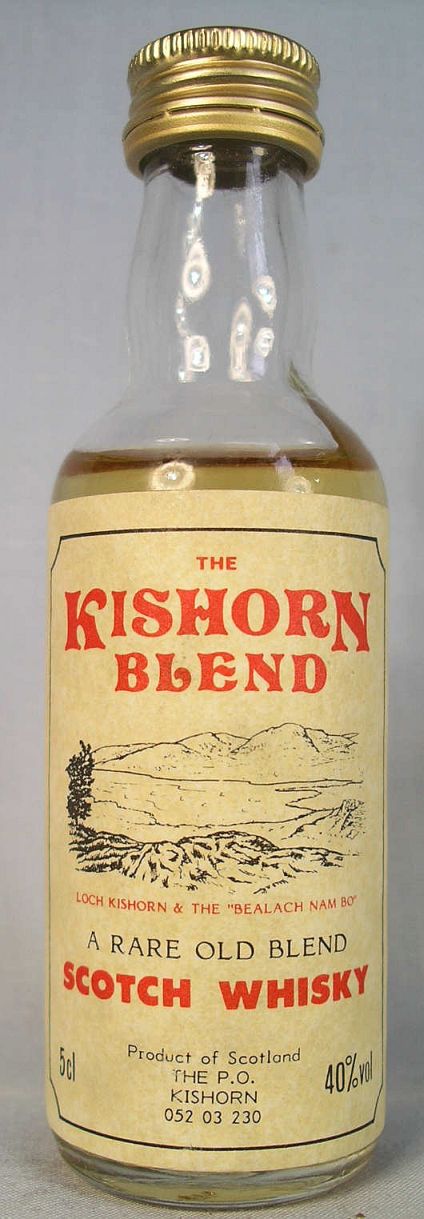 THE
KISHORN
BLEND
LOCH KISHORN & THE "BEALACH NAM BO"
A RARE OLD BLEND
SCOTCH WHISKY
5cl
Product of Scotland
THE P.O.
KISHORN
052 03 230
40%vol